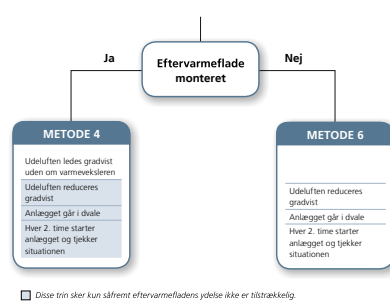 Ja
Eftervarmeflade
monteret
Nej
METODE 4
Udeluften ledes gradvist
uden om varmeveksleren
Udeluften reduceres
gradvist
Anlægget går i dvale
Hver 2. time starter
anlægget og tjekker
situationen
METODE 6
Udeluften reduceres
gradvist
Anlægget går i dvale
Hver 2. time starter
anlægget og tjekker
situationen
Disse trin sker kun såfremt eftervarmefladens ydelse ikke er tilstrækkelig.